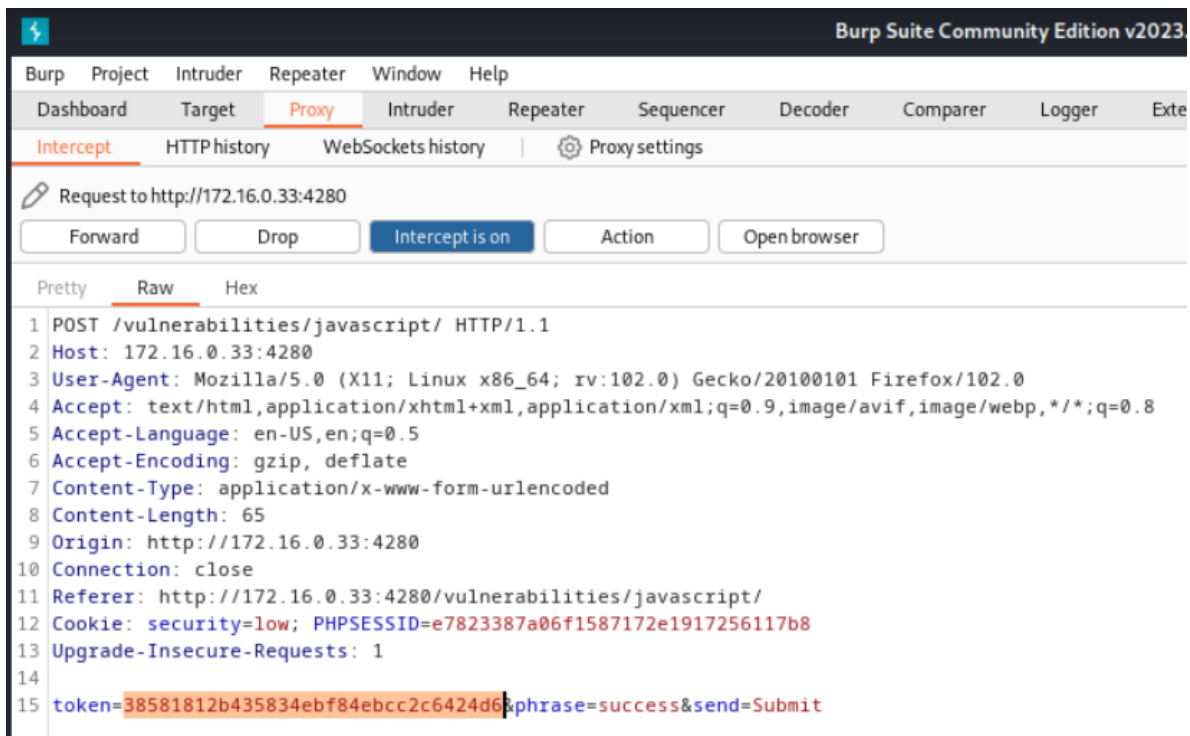 Burp Suite Community Edition v2023.
Burp Project Intruder Repeater Window Help
Dashboard Target Proxy Intruder Repeater Sequencer Decoder Comparer Logger Exte
Intercept HTTP history WebSockets history Proxy settings
Request to http://172.16.0.33:4280
Forward Drop Intercept is on Action Open browser
Pretty Raw Hex
1 POST /vulnerabilities/javascript/ HTTP/1.1
2 Host: 172.16.0.33:4280
3 User-Agent: Mozilla/5.0 (X11; Linux x86_64; rv:102.0) Gecko/20100101 Firefox/102.0
4 Accept: text/html,application/xhtml+xml,application/xml;q=0.9,image/avif,image/webp,*/*;q=0.8
5 Accept-Language: en-US,en;q=0.5
6 Accept-Encoding: gzip, deflate
7 Content-Type: application/x-www-form-urlencoded
8 Content-Length: 65
9 Origin: http://172.16.0.33:4280
10 Connection: close
11 Referer: http://172.16.0.33:4280/vulnerabilities/javascript/
12 Cookie: security=low; PHPSESSID=e7823387a06f1587172e1917256117b8
13 Upgrade-Insecure-Requests: 1
14
15 token=38581812b435834ebf84ebcc2c6424d6&phrase=success&send=Submit